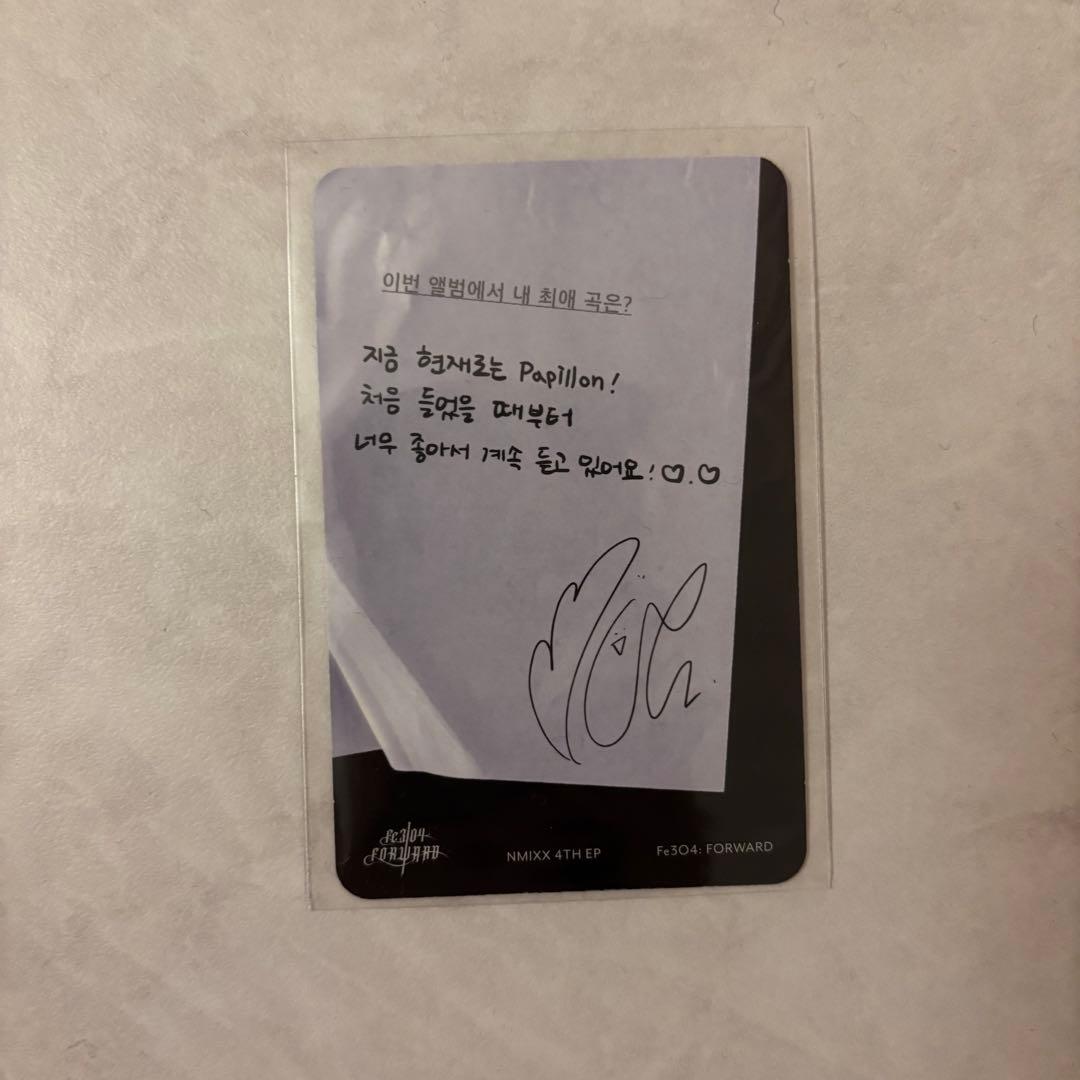 이번 앨범에서 내 최애 곡은?
지금 현재로는 Papillon!
처음 들었을 때부터
너무 좋아서 계속 듣고 있어요! ♡.♡
Fe3O4
FORWARD
NMIXX 4TH EP
Fe3O4: FORWARD